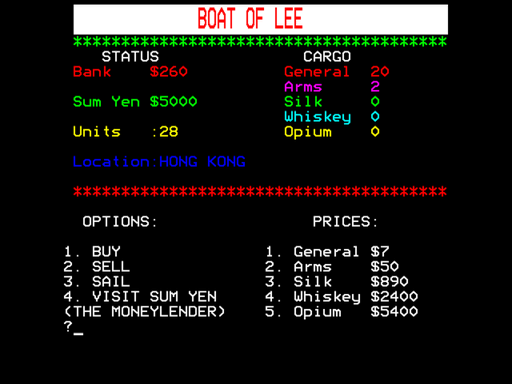 BOAT OF LEE
***************************************
STATUS CARGO
Bank $260 General 20
Arms 2
Sum Yen $5000 Silk 0
Whiskey 0
Units :28 Opium 0
Location:HONG KONG
***************************************
OPTIONS: PRICES:
1. BUY 1. General $7
2. SELL 2. Arms $50
3. SAIL 3. Silk $890
4. VISIT SUM YEN 4. Whiskey $2400
(THE MONEYLENDER) 5. Opium $5400
?_